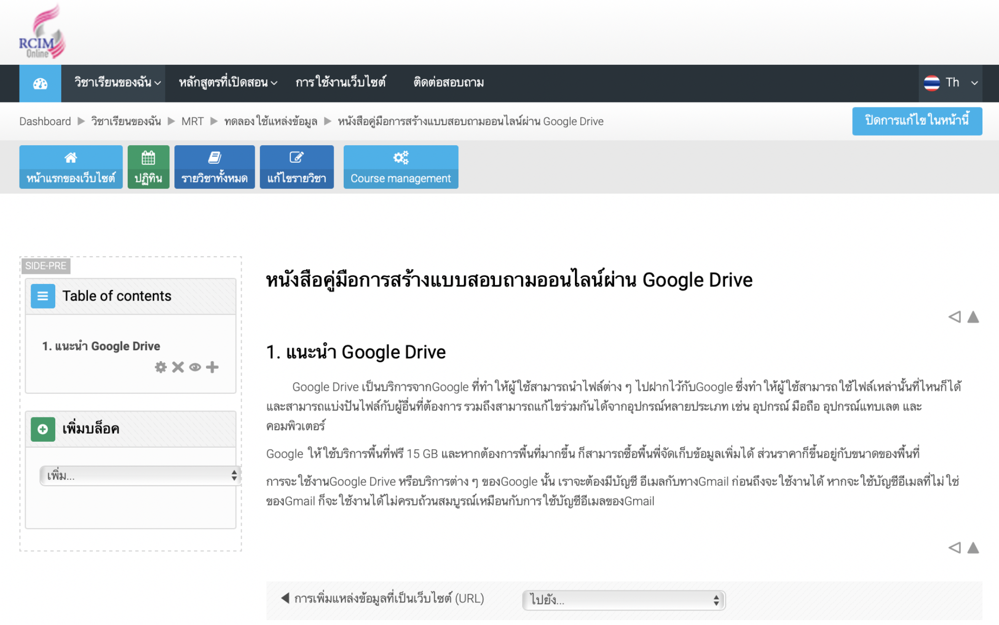 RCIM
Online
วิชาเรียนของฉัน
หลักสูตรที่เปิดสอน
การใช้งานเว็บไซต์
ติดต่อสอบถาม
Th
Dashboard ▶ วิชาเรียนของฉัน ▶ MRT ▶ ทดลองใช้แหล่งข้อมูล ▶ หนังสือคู่มือการสร้างแบบสอบถามออนไลน์ผ่าน Google Drive
ปิดการแก้ไขในหน้านี้
หน้าแรกของเว็บไซต์
ปฏิทิน
รายวิชาทั้งหมด
แก้ไขรายวิชา
Course management
SIDE-PRE
Table of contents
1. แนะนำ Google Drive
เพิ่มบล็อค
เพิ่ม...
หนังสือคู่มือการสร้างแบบสอบถามออนไลน์ผ่าน Google Drive
1. แนะนำ Google Drive
Google Drive เป็นบริการจากGoogle ที่ทำให้ผู้ใช้สามารถนำไฟล์ต่าง ๆ ไปฝากไว้กับGoogle ซึ่งทำให้ผู้ใช้สามารถใช้ไฟล์เหล่านั้นที่ไหนก็ได้
และสามารถแบ่งปันไฟล์กับผู้อื่นที่ต้องการ รวมถึงสามารถแก้ไขร่วมกันได้จากอุปกรณ์หลายประเภท เช่น อุปกรณ์ มือถือ อุปกรณ์แทบเลต และ
คอมพิวเตอร์
Google ให้ใช้บริการพื้นที่ฟรี 15 GB และหากต้องการพื้นที่มากขึ้น ก็สามารถซื้อพื้นพี่จัดเก็บข้อมูลเพิ่มได้ ส่วนราคาก็ขึ้นอยู่กับขนาดของพื้นที่
การจะใช้งานGoogle Drive หรือบริการต่าง ๆ ของGoogle นั้น เราจะต้องมีบัญชี อีเมลกับทางGmail ก่อนถึงจะใช้งานได้ หากจะใช้บัญชีอีเมลที่ไม่ใช่
ของGmail ก็จะใช้งานได้ไม่ครบถ้วนสมบูรณ์เหมือนกับการใช้บัญชีอีเมลของGmail
◀ การเพิ่มแหล่งข้อมูลที่เป็นเว็บไซต์ (URL)
ไปยัง...